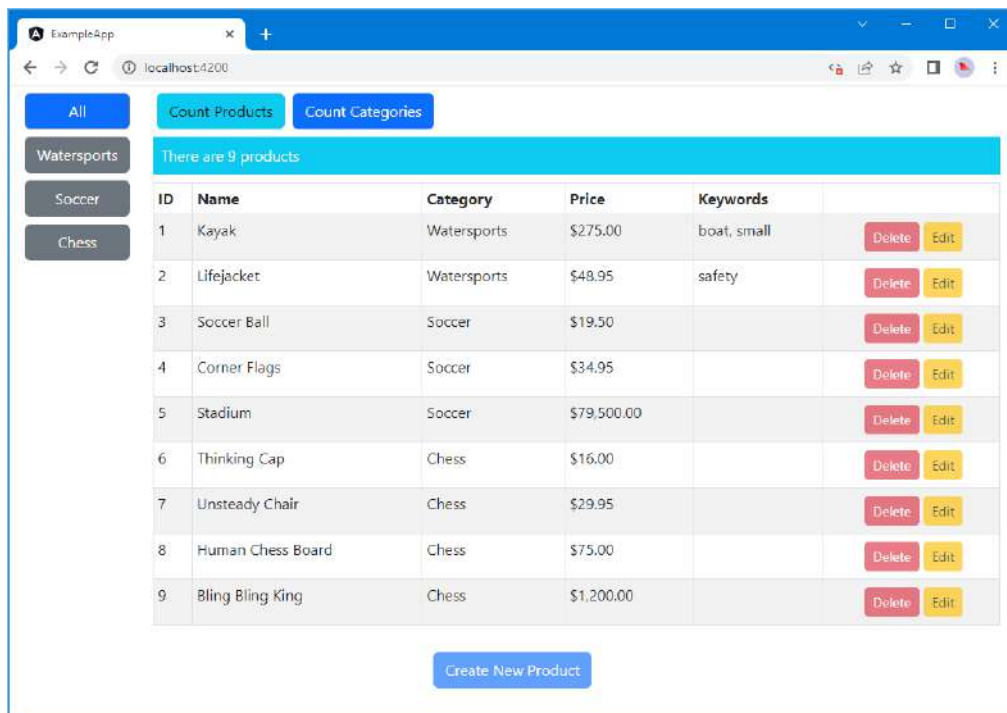 ExampleApp
localhost:4200
All
Count Products Count Categories
Watersports
There are 9 products
Soccer
Chess
ID Name Category Price Keywords
1 Kayak Watersports $275.00 boat, small Delete Edit
2 Lifejacket Watersports $48.95 safety Delete Edit
3 Soccer Ball Soccer $19.50 Delete Edit
4 Corner Flags Soccer $34.95 Delete Edit
5 Stadium Soccer $79,500.00 Delete Edit
6 Thinking Cap Chess $16.00 Delete Edit
7 Unsteady Chair Chess $29.95 Delete Edit
8 Human Chess Board Chess $75.00 Delete Edit
9 Bling Bling King Chess $1,200.00 Delete Edit
Create New Product